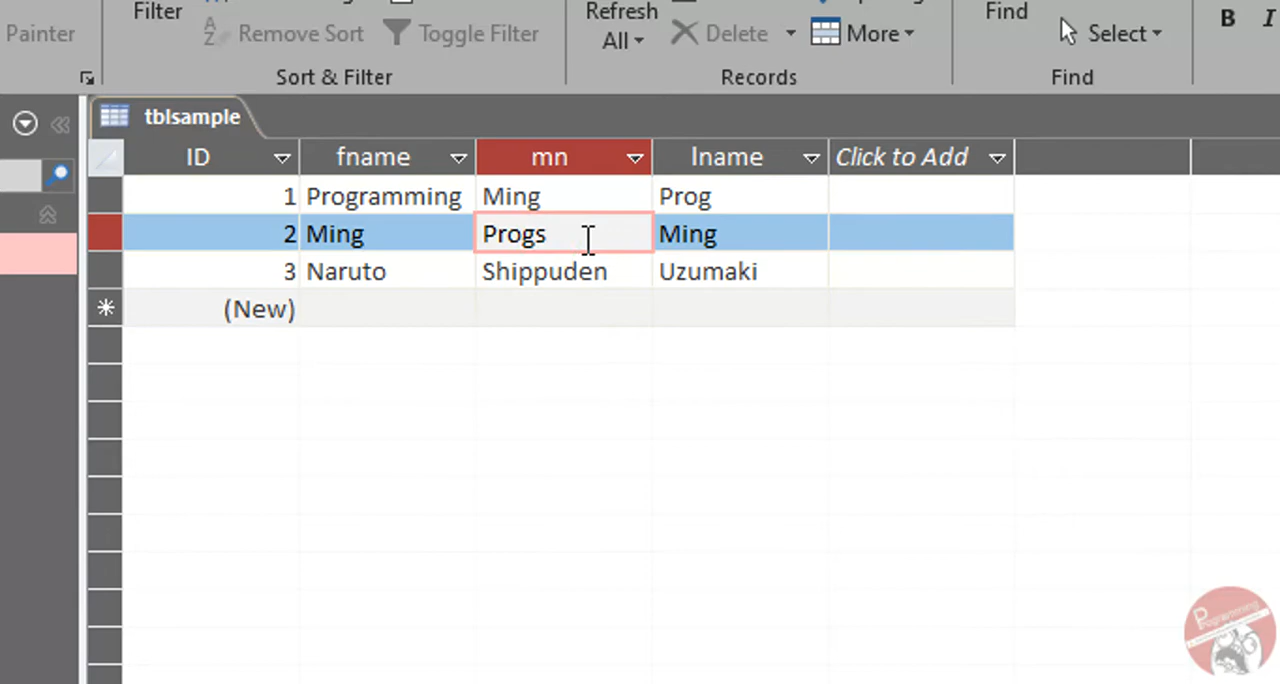 Filter
Refresh
Find
B I
Painter
Remove Sort
Toggle Filter
All
Delete
More
Select
Sort & Filter
Records
Find
tblsample
ID fname mn lname Click to Add
1 Programming Ming Prog
2 Ming Progs Ming
3 Naruto Shippuden Uzumaki
(New)
Programming